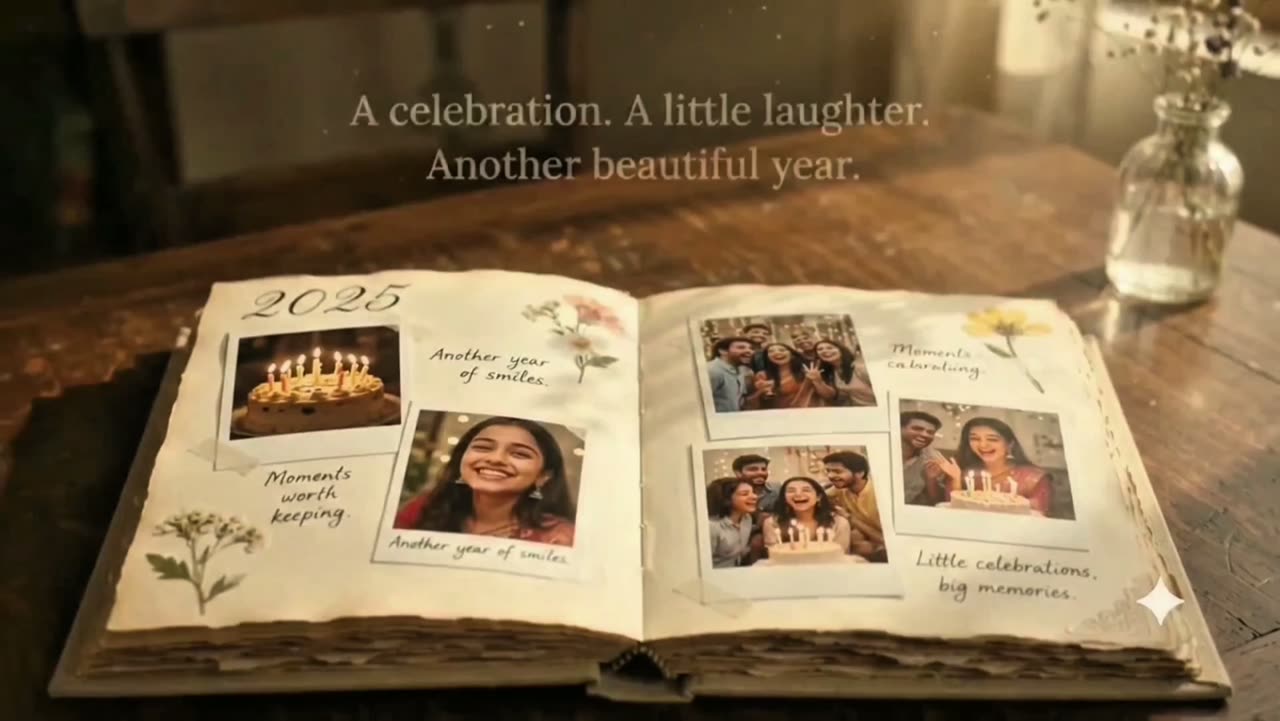 A celebration. A little laughter.
Another beautiful year.
2025
Another year
of smiles.
Moments
worth
keeping.
Another year of smiles.
Moments
Little celebrations,
big memories.